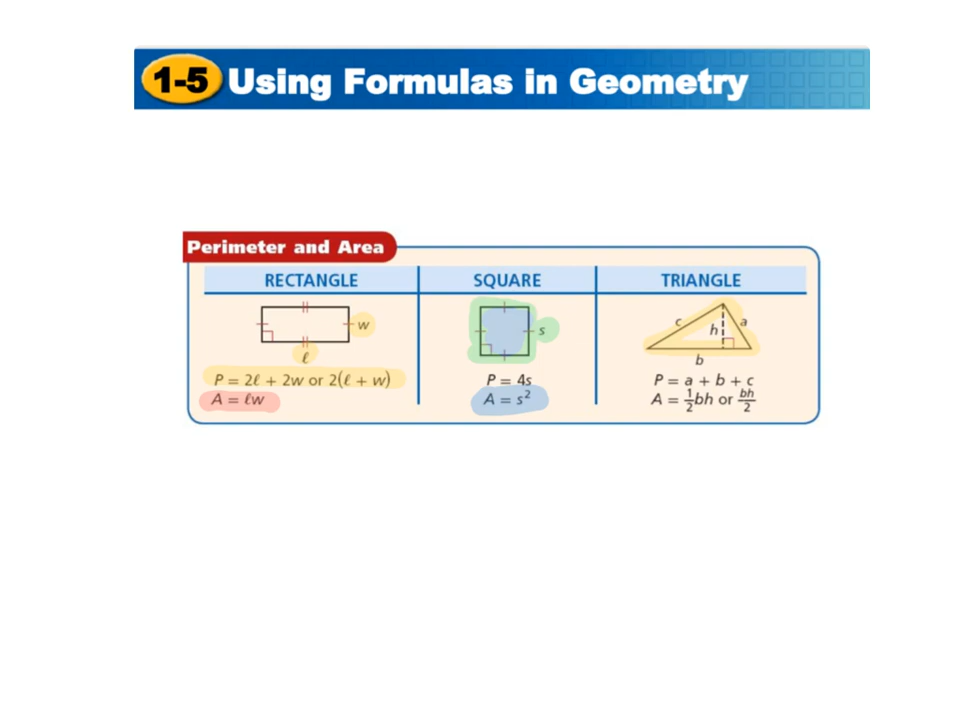 1-5 Using Formulas in Geometry
Perimeter and Area
RECTANGLE SQUARE TRIANGLE
w
ℓ
s
c h a
b
P = 2ℓ + 2w or 2(ℓ + w)
A = ℓw
P = 4s
A = s²
P = a + b + c
A = ½bh or bh/2